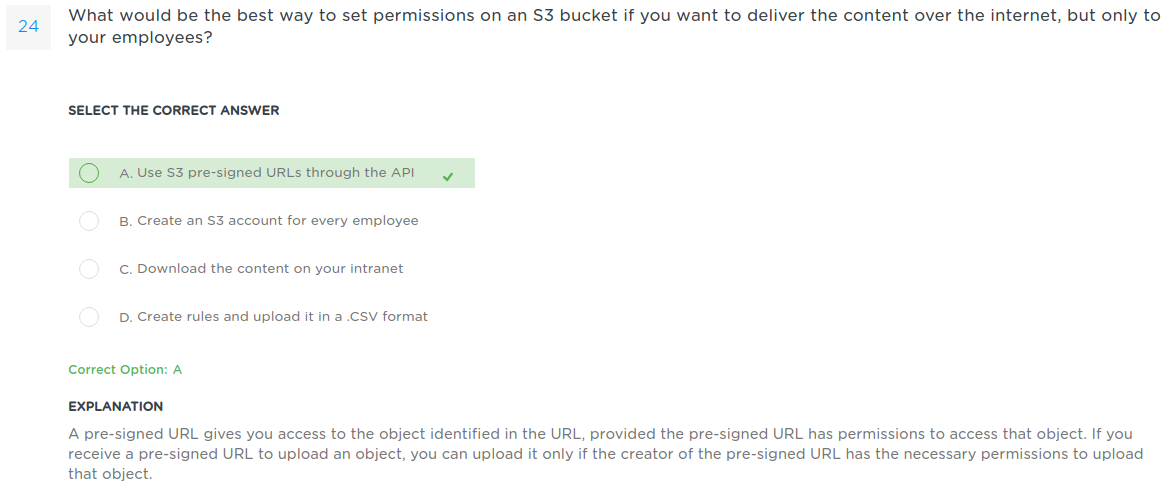 24
What would be the best way to set permissions on an S3 bucket if you want to deliver the content over the internet, but only to
your employees?
SELECT THE CORRECT ANSWER
A. Use S3 pre-signed URLs through the API
B. Create an S3 account for every employee
C. Download the content on your intranet
D. Create rules and upload it in a .CSV format
Correct Option: A
EXPLANATION
A pre-signed URL gives you access to the object identified in the URL, provided the pre-signed URL has permissions to access that object. If you
receive a pre-signed URL to upload an object, you can upload it only if the creator of the pre-signed URL has the necessary permissions to upload
that object.